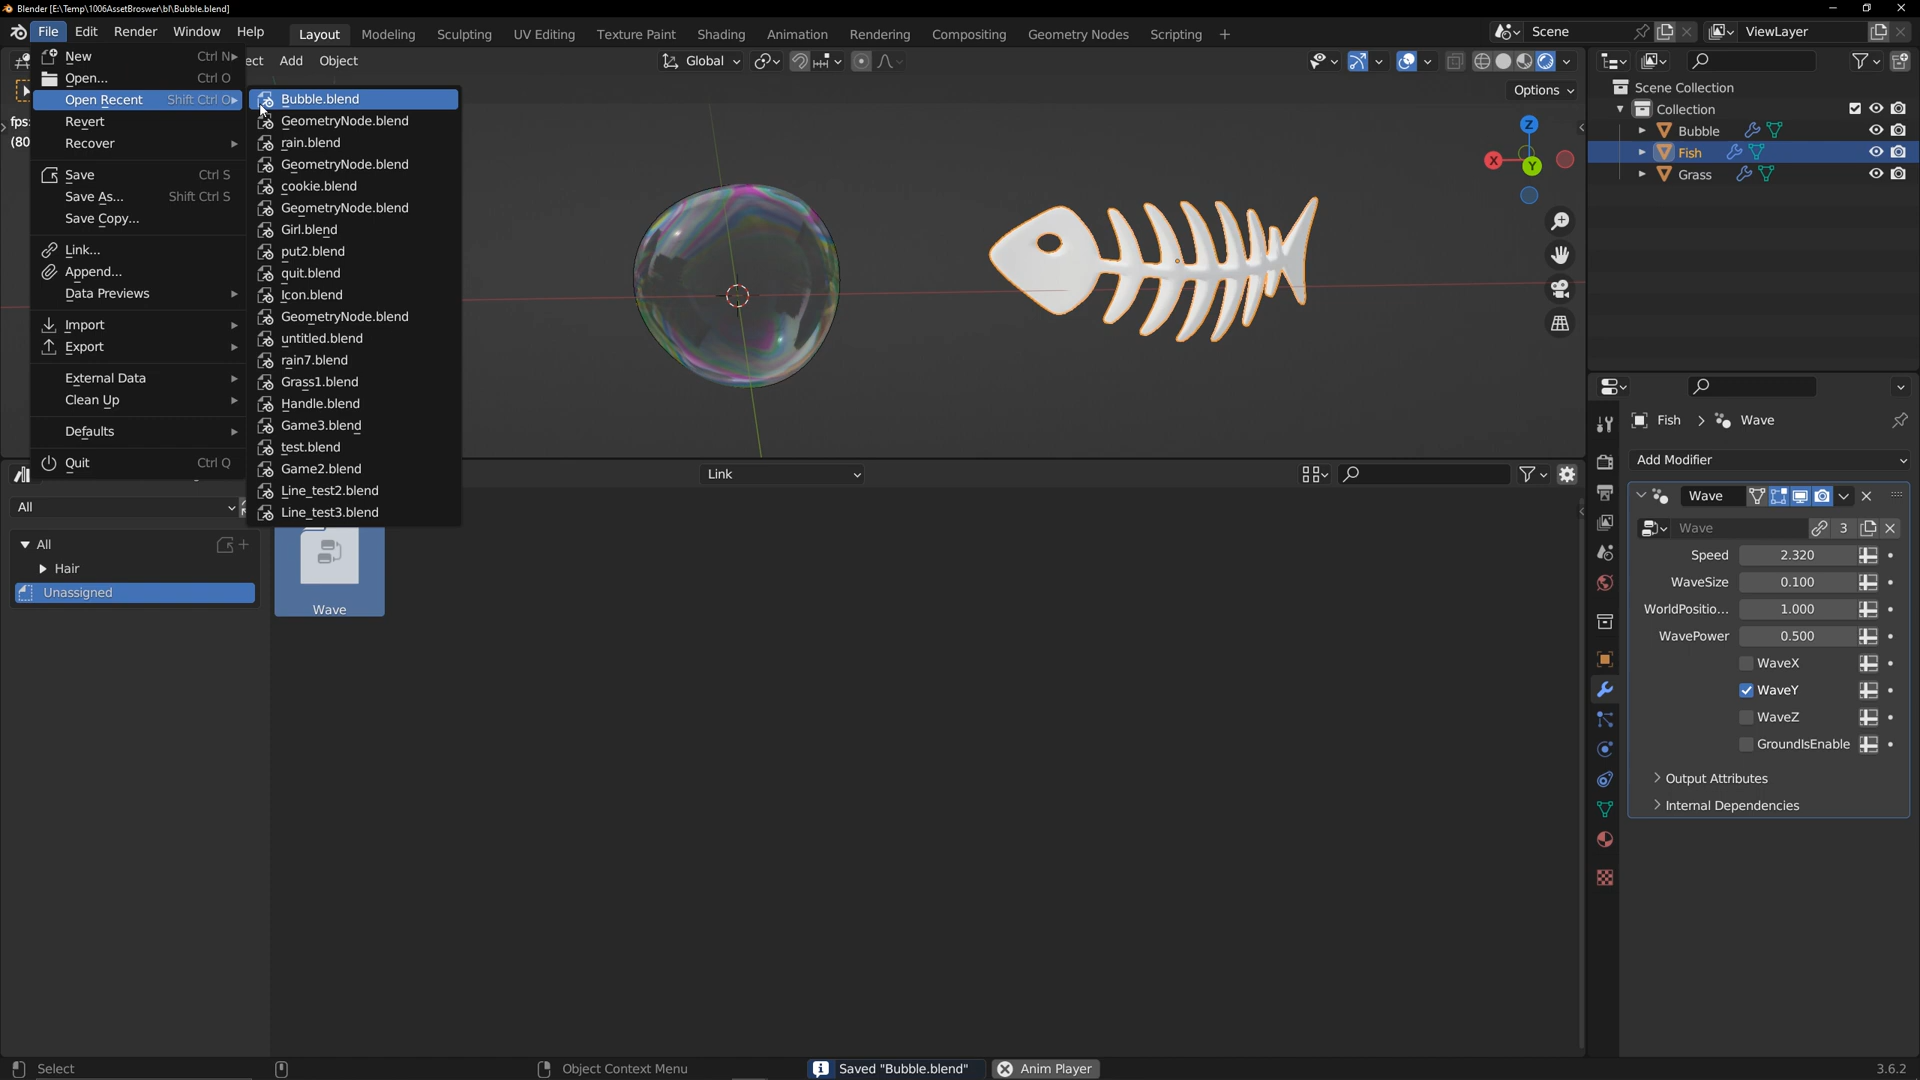 Blender [E:\Temp\1006AssetBroswer\bl\Bubble.blend]
File Edit Render Window Help
Layout Modeling Sculpting UV Editing Texture Paint Shading Animation Rendering Compositing Geometry Nodes Scripting +
Scene ViewLayer
ect Add Object
Global
Options
New Ctrl N
Open... Ctrl O
Open Recent Shift Ctrl O
Revert
Recover
Save Ctrl S
Save As... Shift Ctrl S
Save Copy...
Link...
Append...
Data Previews
Import
Export
External Data
Clean Up
Defaults
Quit Ctrl Q
fps:
(80
Bubble.blend
GeometryNode.blend
rain.blend
GeometryNode.blend
cookie.blend
GeometryNode.blend
Girl.blend
put2.blend
quit.blend
Icon.blend
GeometryNode.blend
untitled.blend
rain7.blend
Grass1.blend
Handle.blend
Game3.blend
test.blend
Game2.blend
Line_test2.blend
Line_test3.blend
Z
X
Y
Scene Collection
Collection
Bubble
Fish
Grass
Link
All
All
Hair
Unassigned
Wave
Fish > Wave
Add Modifier
Wave
Wave 3
Speed 2.320
WaveSize 0.100
WorldPositio... 1.000
WavePower 0.500
WaveX
WaveY
WaveZ
GroundIsEnable
Output Attributes
Internal Dependencies
Select
Object Context Menu
Saved "Bubble.blend"
Anim Player
3.6.2